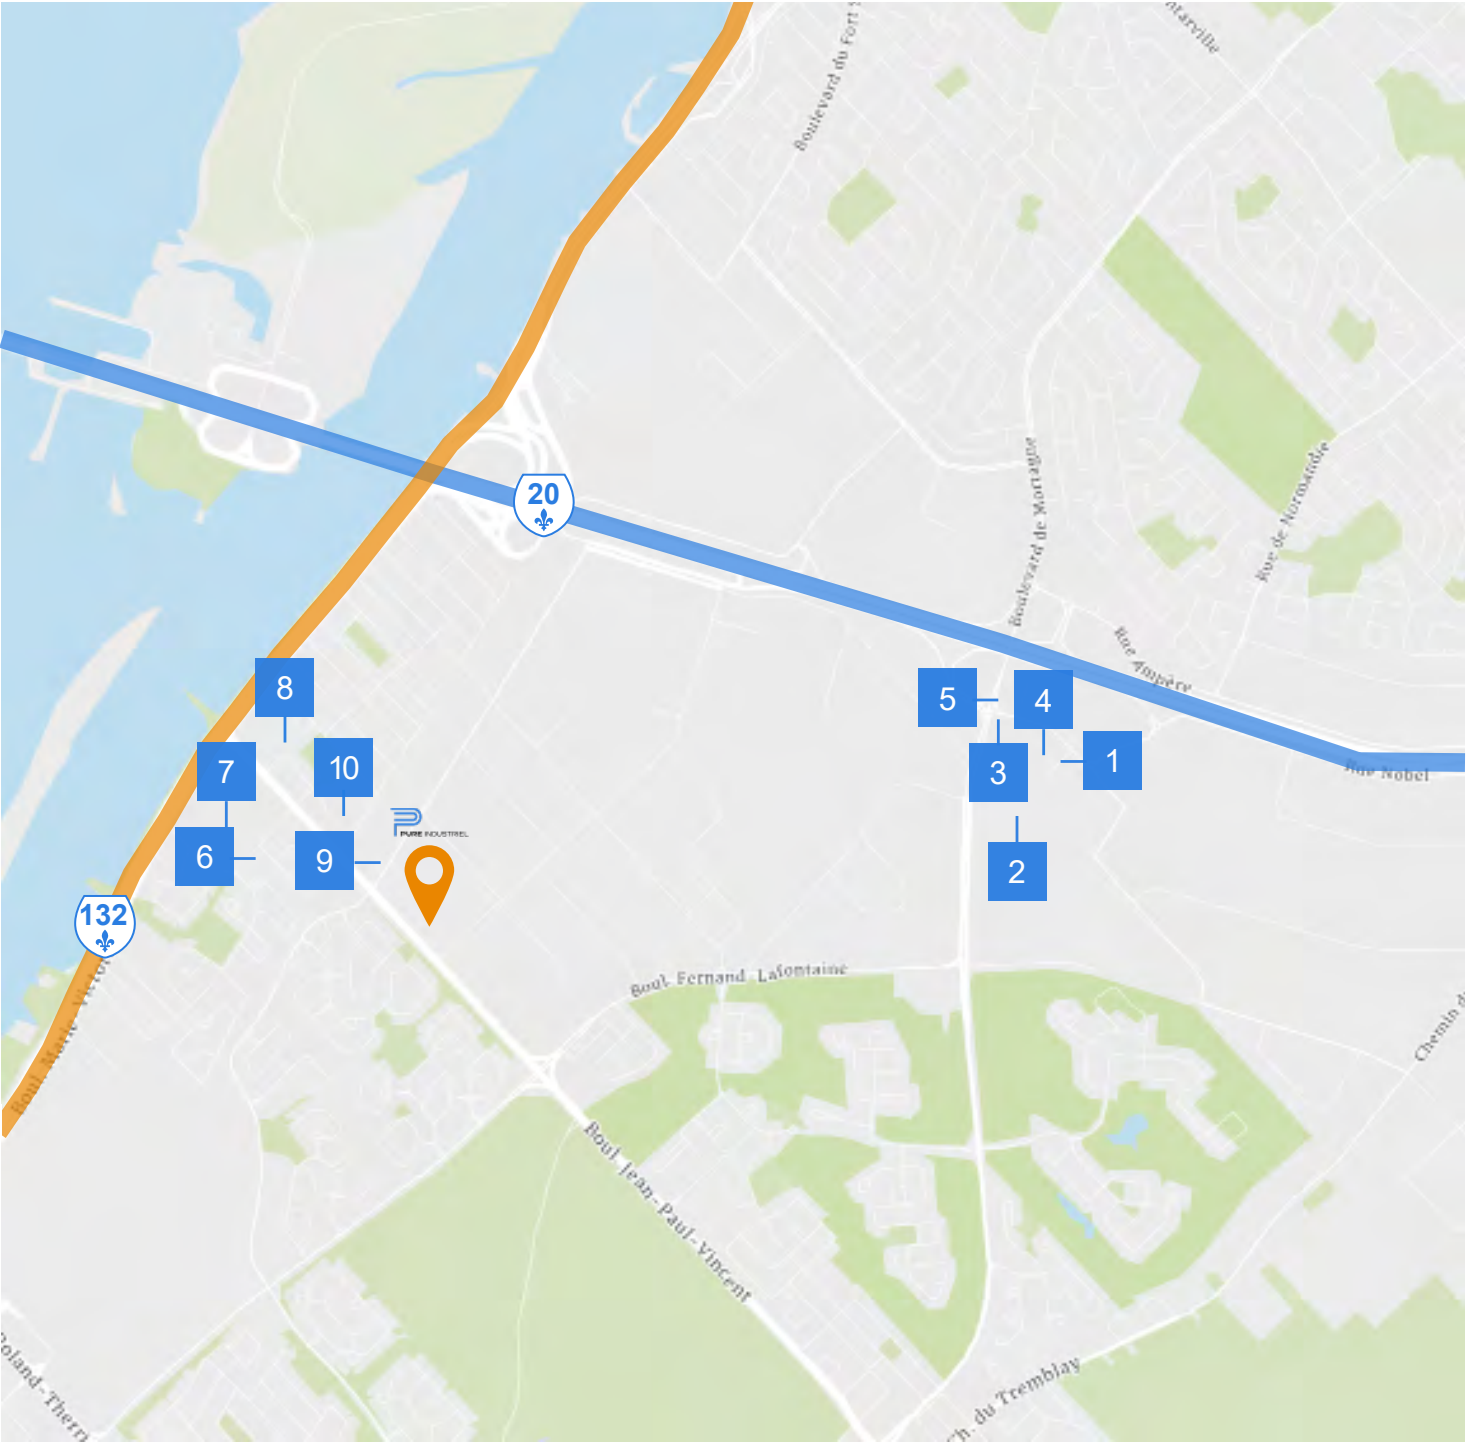 Boulevard du Fort
20
Boulevard de Mortagne
Rue de Normandie
Rue Ampère
Rue Nobel
8
5
4
7
10
3
1
PURE INDUSTRIEL
6
9
2
132
Boul. Marie-Victor
Boul. Fernand-Lafontaine
Chemin d
Boul. Jean-Paul-Vincent
Ch. du Tremblay